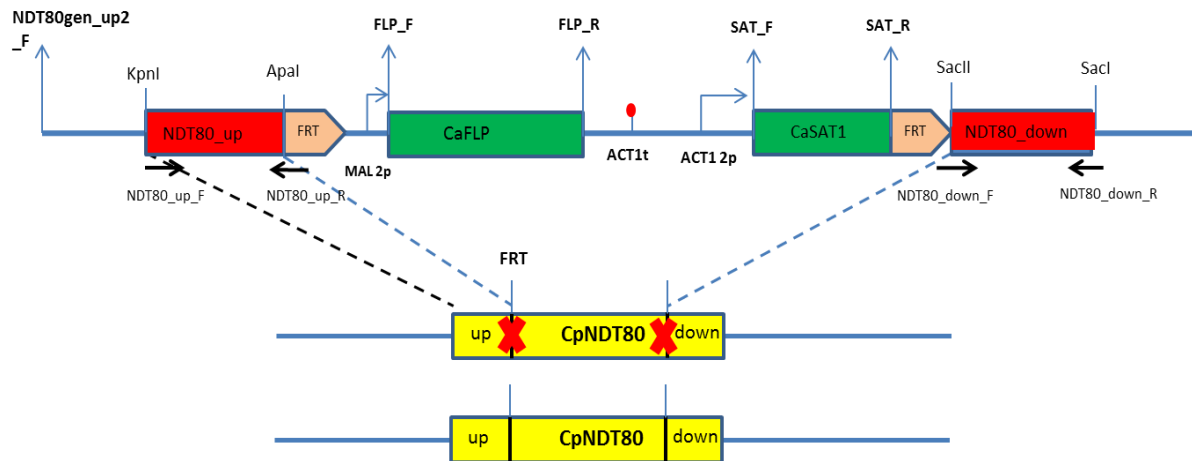 NDT80gen_up2
_F
FLP_F
FLP_R
SAT_F
SAT_R
KpnI
ApaI
SacII
SacI
NDT80_up
FRT
CaFLP
CaSAT1
FRT
NDT80_down
MAL 2p
ACT1t
ACT1 2p
NDT80_up_F
NDT80_up_R
NDT80_down_F
NDT80_down_R
FRT
up
CpNDT80
down
up
CpNDT80
down